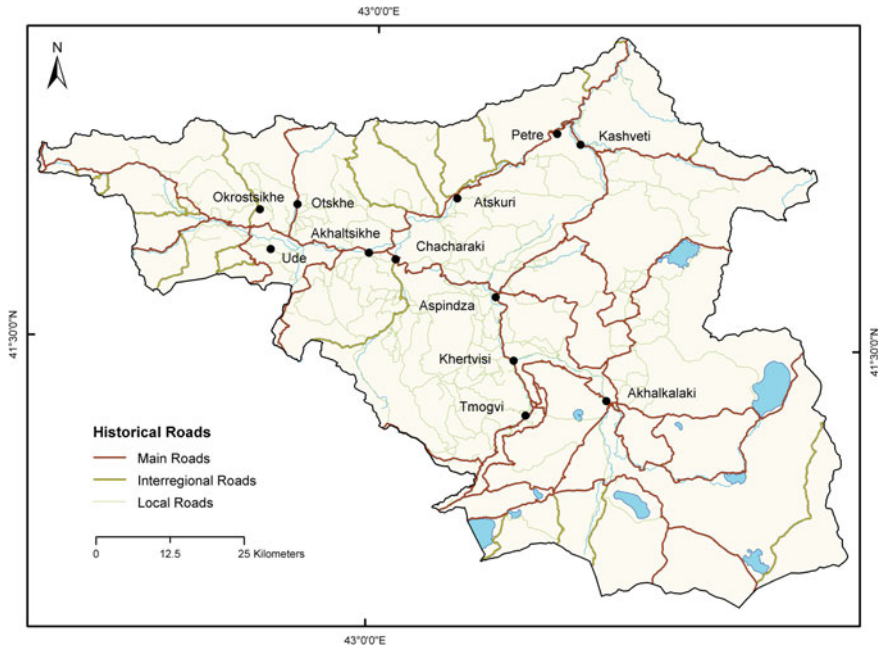 43°0'0"E
N
Petre
Kashveti
Okrostsikhe
Otskhe
Atskuri
Akhaltsikhe
Chacharaki
Ude
Aspindza
41°30'0"N
41°30'0"N
Khertvisi
Tmogvi
Akhalkalaki
Historical Roads
Main Roads
Interregional Roads
Local Roads
0 12.5 25 Kilometers
43°0'0"E